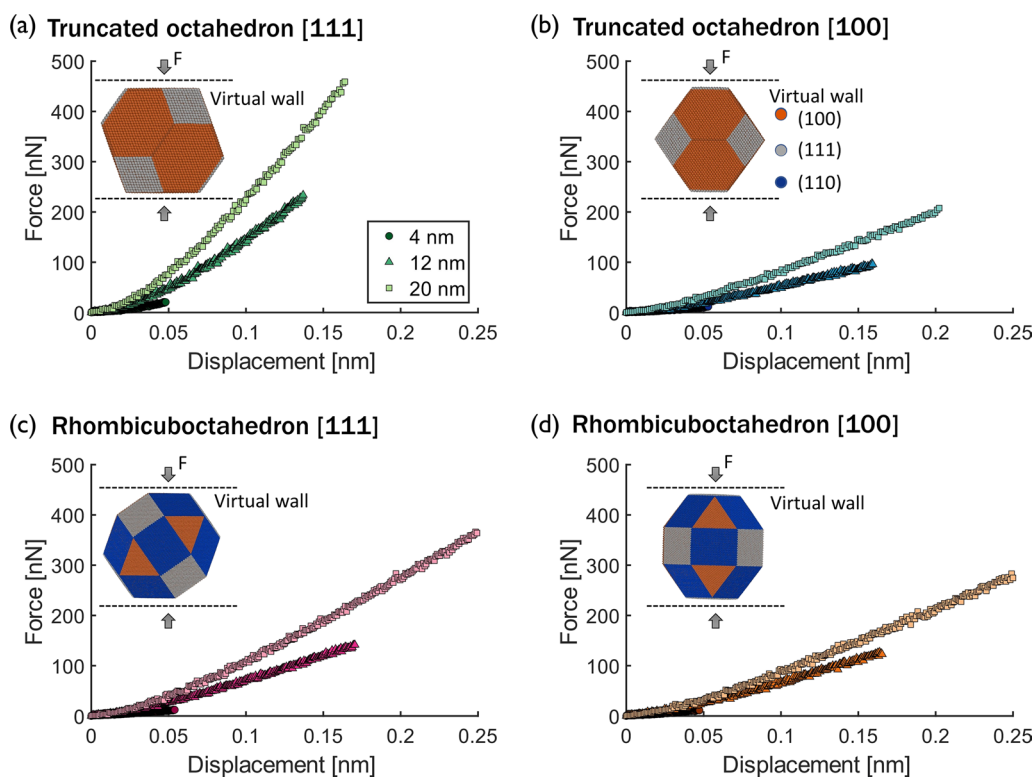 (a) Truncated octahedron [111]
500
400
300
200
100
0
Force [nN]
F
Virtual wall
4 nm
12 nm
20 nm
0 0.05 0.1 0.15 0.2 0.25
Displacement [nm]
(b) Truncated octahedron [100]
500
400
300
200
100
0
Force [nN]
F
Virtual wall
(100)
(111)
(110)
0 0.05 0.1 0.15 0.2 0.25
Displacement [nm]
(c) Rhombicuboctahedron [111]
500
400
300
200
100
0
Force [nN]
F
Virtual wall
0 0.05 0.1 0.15 0.2 0.25
Displacement [nm]
(d) Rhombicuboctahedron [100]
500
400
300
200
100
0
Force [nN]
F
Virtual wall
0 0.05 0.1 0.15 0.2 0.25
Displacement [nm]